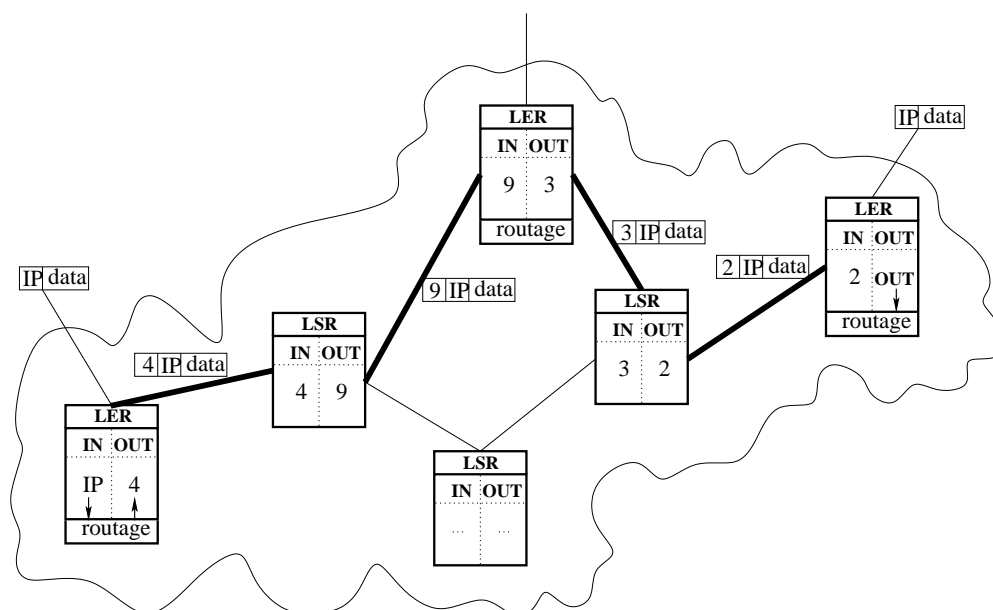 LER
IN OUT
9 3
routage
IP data
LER
IN OUT
2 OUT
routage
3 IP data
2 IP data
IP data
9 IP data
LSR
IN OUT
3 2
LSR
IN OUT
4 9
4 IP data
LER
IN OUT
IP 4
routage
LSR
IN OUT
... ...